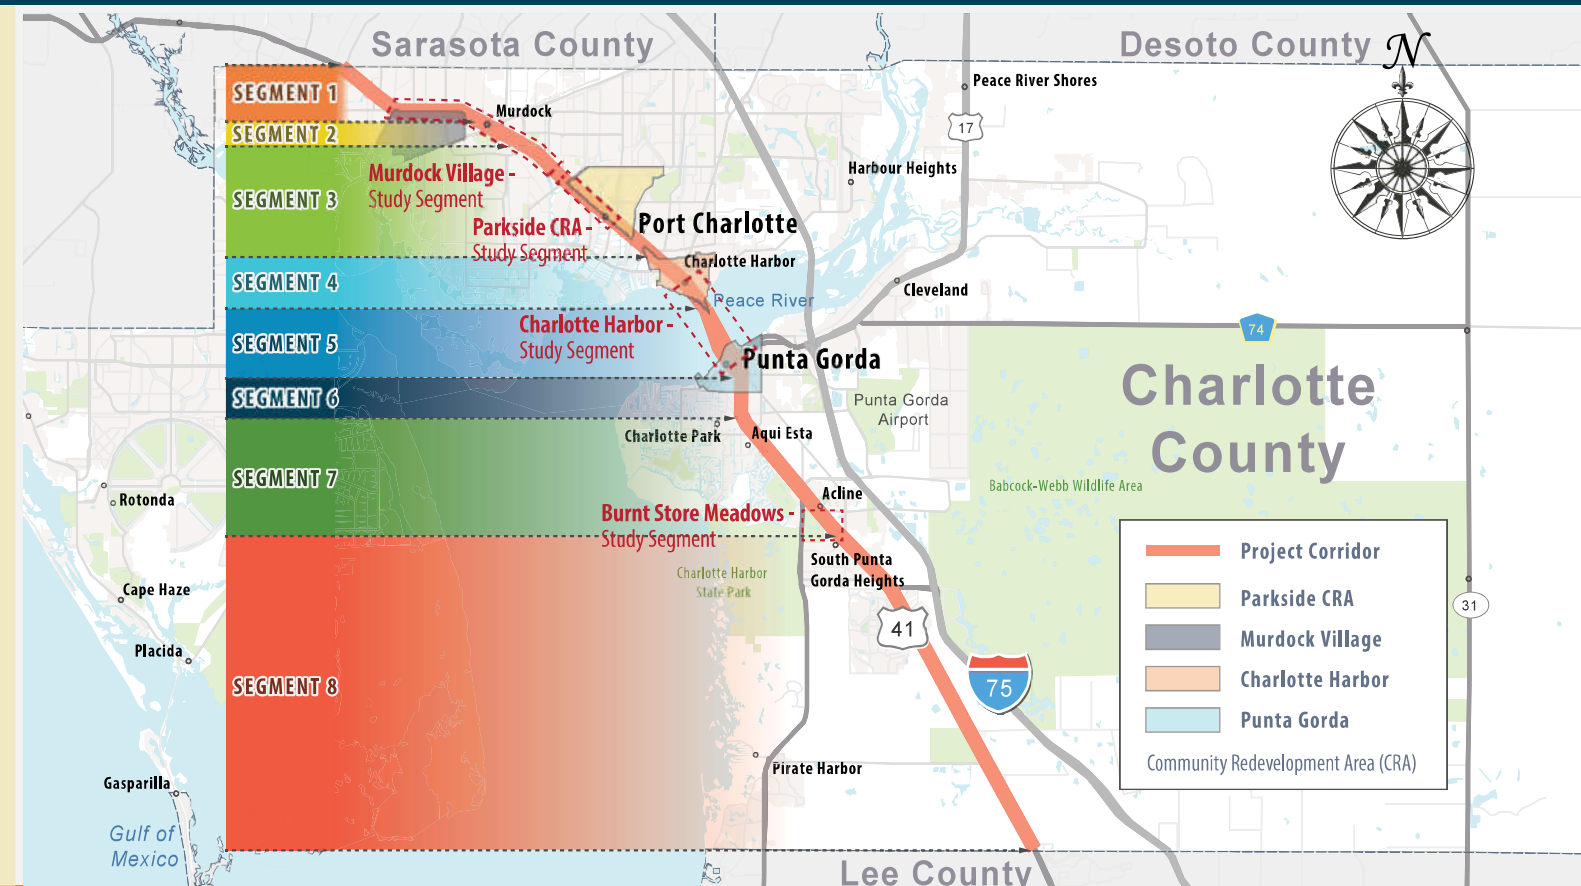 Sarasota County
Desoto County
N
Peace River Shores
SEGMENT 1
Murdock
17
SEGMENT 2
Harbour Heights
Murdock Village -
Study Segment
SEGMENT 3
Port Charlotte
Parkside CRA -
Study Segment
Charlotte Harbor
SEGMENT 4
Cleveland
Peace River
Charlotte Harbor -
Study Segment
74
SEGMENT 5
Punta Gorda
Charlotte
County
SEGMENT 6
Punta Gorda
Airport
Charlotte Park
Aqui Esta
SEGMENT 7
Babcock-Webb Wildlife Area
Rotonda
Acline
Burnt Store Meadows -
Study Segment
South Punta
Gorda Heights
Charlotte Harbor
State Park
Cape Haze
41
31
Placida
SEGMENT 8
75
Pirate Harbor
Gasparilla
Gulf of
Mexico
Lee County
Project Corridor
Parkside CRA
Murdock Village
Charlotte Harbor
Punta Gorda
Community Redevelopment Area (CRA)